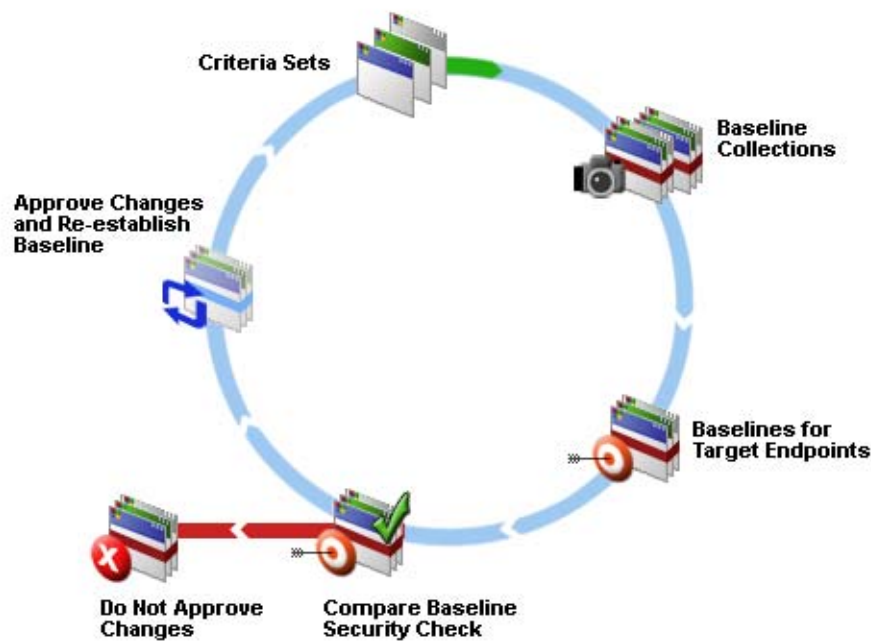 Criteria Sets
Baseline
Collections
Approve Changes
and Re-establish
Baseline
Baselines for
Target Endpoints
Do Not Approve
Changes
Compare Baseline
Security Check